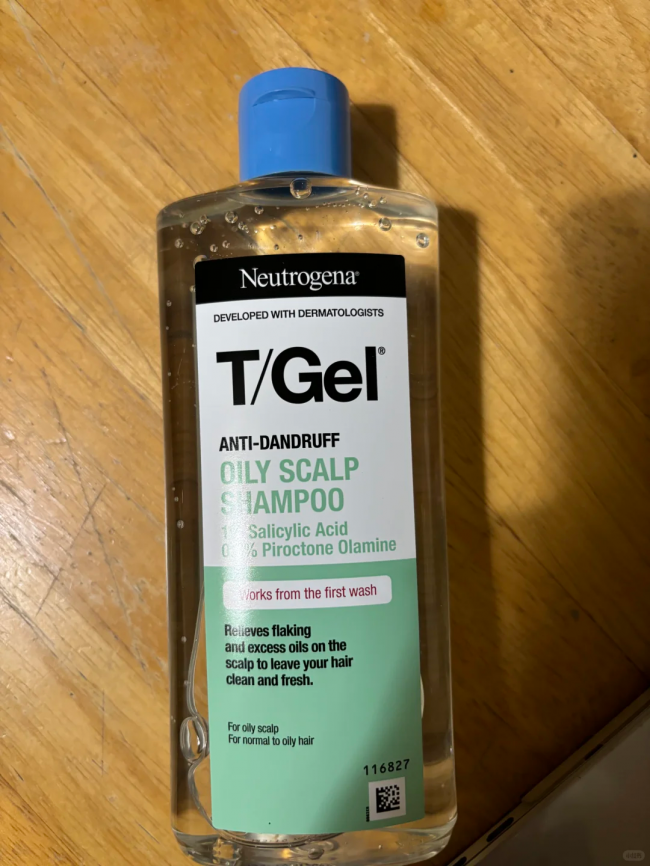 Neutrogena®
DEVELOPED WITH DERMATOLOGISTS
T/Gel®
ANTI-DANDRUFF
OILY SCALP
SHAMPOO
Salicylic Acid
Piroctone Olamine
Works from the first wash
Relieves flaking
and excess oils on the
scalp to leave your hair
clean and fresh.
For oily scalp
For normal to oily hair
116827